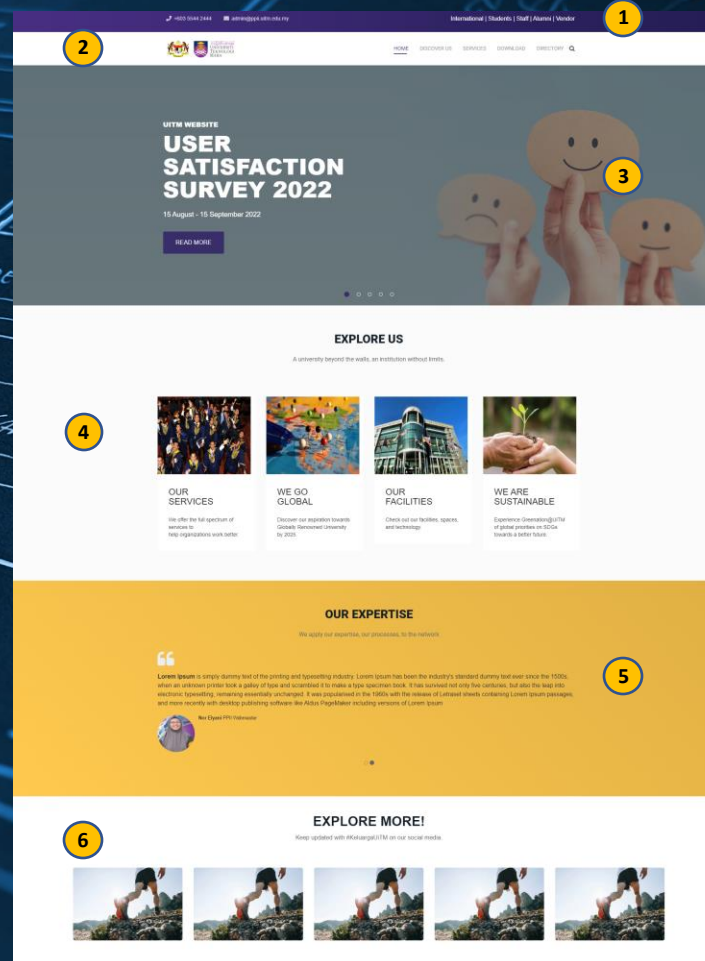 +603 5544 2444 admin@ppii.uitm.edu.my International | Students | Staff | Alumni | Vendor
1
2
UNIVERSITI
TEKNOLOGI
MARA
HOME DISCOVER US SERVICES DOWNLOAD DIRECTORY
UITM WEBSITE
USER
SATISFACTION
SURVEY 2022
3
15 August - 15 September 2022
READ MORE
EXPLORE US
A university beyond the walls, an institution without limits.
4
OUR
SERVICES
We offer the full spectrum of
services to
help organizations work better
WE GO
GLOBAL
Discover our aspiration towards
Globally Renowned University
by 2025
OUR
FACILITIES
Check out our facilities, spaces,
and technology
WE ARE
SUSTAINABLE
Experience Greenation@UiTM
of global priorities on SDGs
towards a better future
OUR EXPERTISE
We apply our expertise, our processes, to the network
5
Lorem Ipsum is simply dummy text of the printing and typesetting industry. Lorem Ipsum has been the industry's standard dummy text ever since the 1500s,
when an unknown printer took a galley of type and scrambled it to make a type specimen book. It has survived not only five centuries, but also the leap into
electronic typesetting, remaining essentially unchanged. It was popularised in the 1960s with the release of Letraset sheets containing Lorem Ipsum passages,
and more recently with desktop publishing software like Aldus PageMaker including versions of Lorem Ipsum
Nor Elyani PPII Webmaster
EXPLORE MORE!
6
Keep updated with #KeluargaUiTM on our social media.